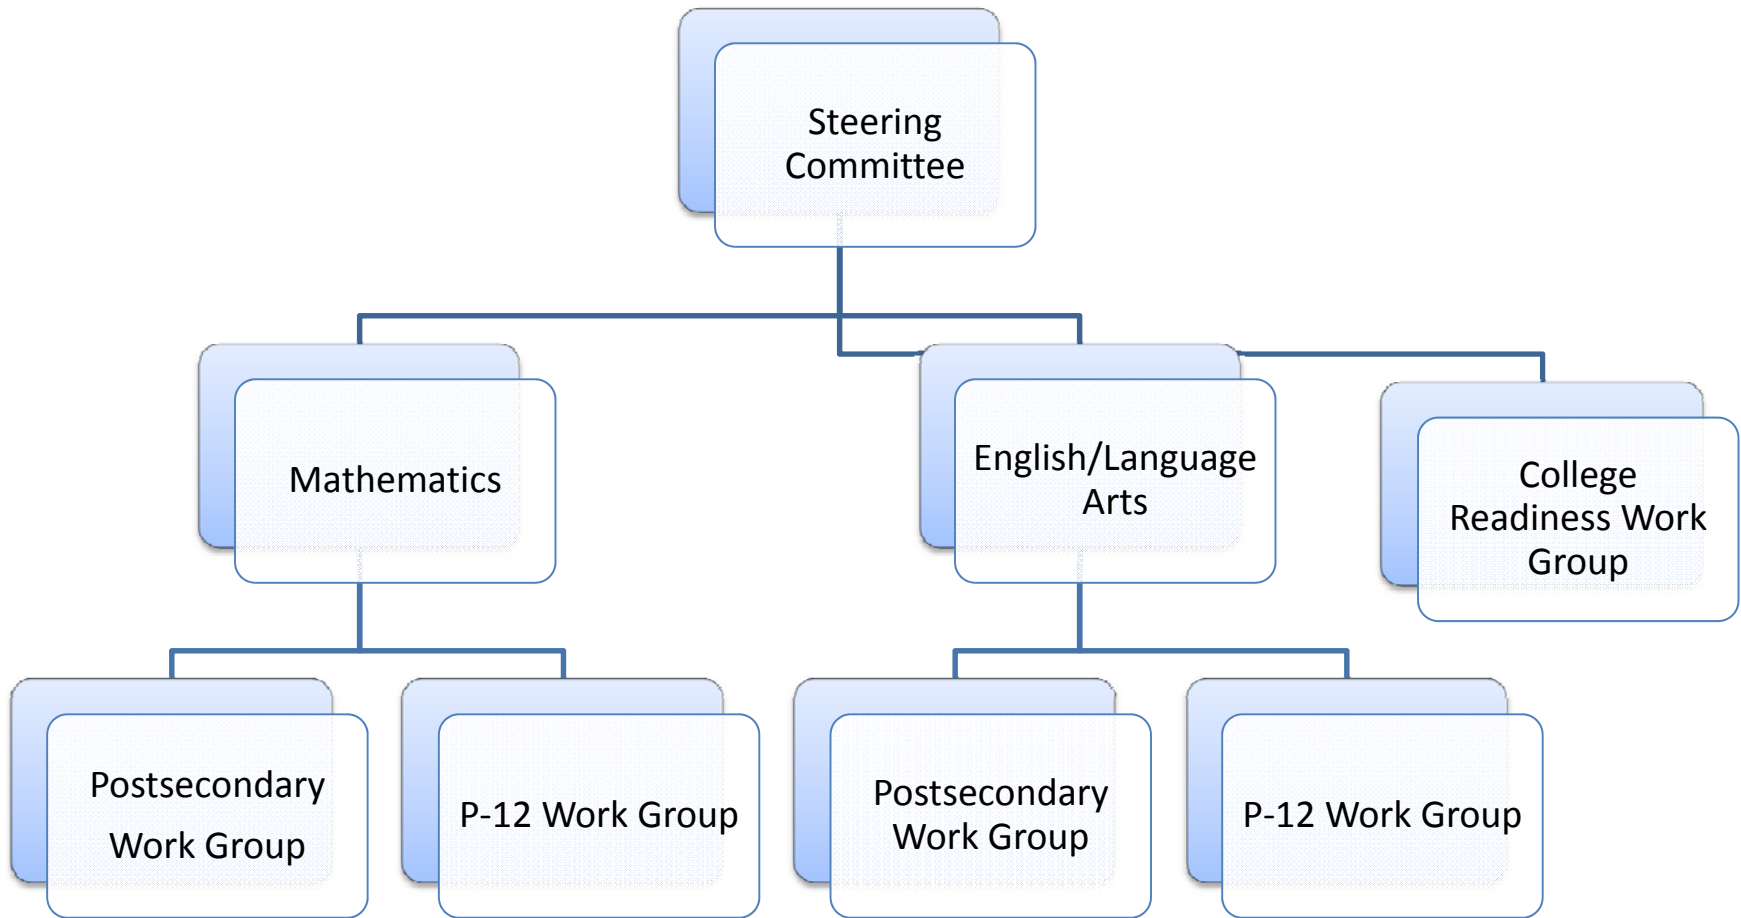 Steering
Committee
Mathematics
English/Language
Arts
College
Readiness Work
Group
Postsecondary
Work Group
P-12 Work Group
Postsecondary
Work Group
P-12 Work Group